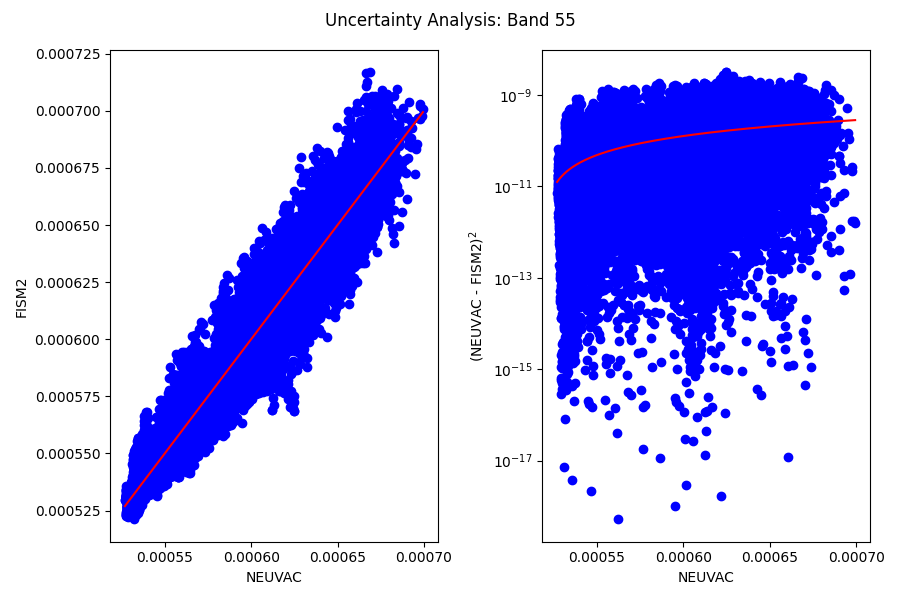 Uncertainty Analysis: Band 55
0.000725
0.000700
0.000675
0.000650
0.000625
0.000600
0.000575
0.000550
0.000525
FISM2
0.00055 0.00060 0.00065 0.00070
NEUVAC
10⁻⁹
10⁻¹¹
10⁻¹³
10⁻¹⁵
10⁻¹⁷
(NEUVAC - FISM2)²
0.00055 0.00060 0.00065 0.00070
NEUVAC